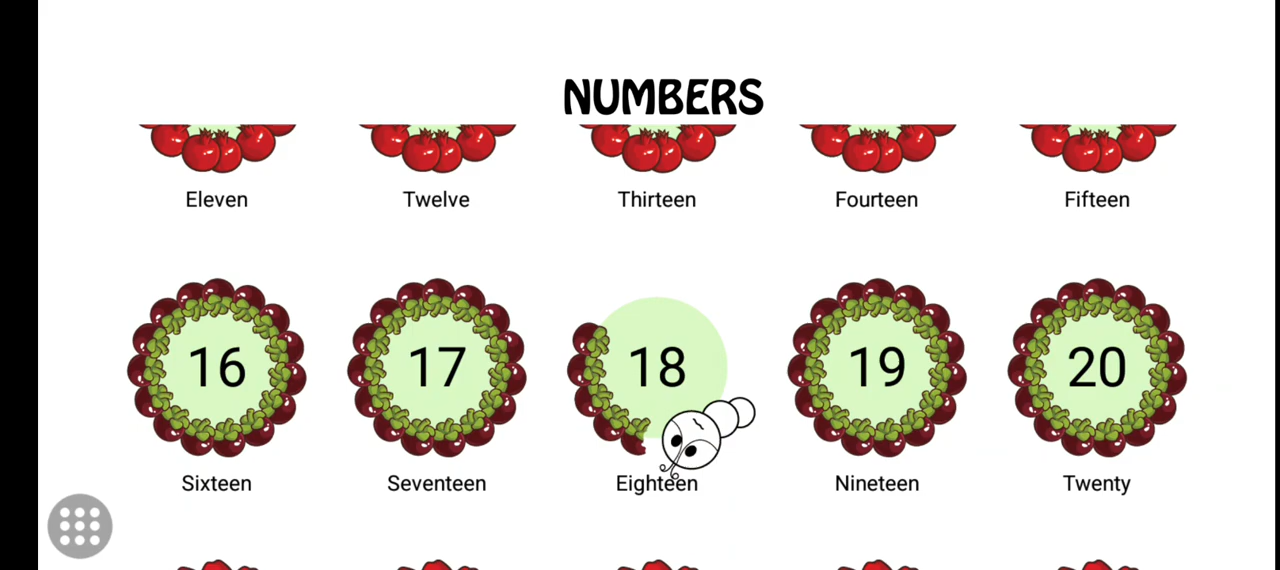 NUMBERS
Eleven Twelve Thirteen Fourteen Fifteen
16 17 18 19 20
Sixteen Seventeen Eighteen Nineteen Twenty